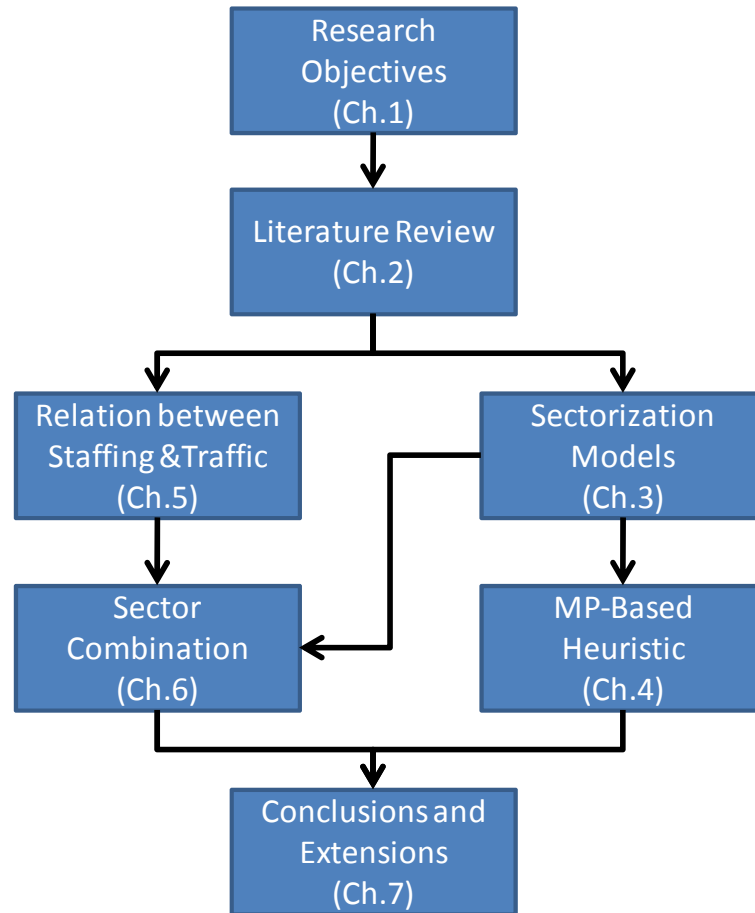 Research
Objectives
(Ch.1)
Literature Review
(Ch.2)
Relation between
Staffing &Traffic
(Ch.5)
Sectorization
Models
(Ch.3)
Sector
Combination
(Ch.6)
MP-Based
Heuristic
(Ch.4)
Conclusions and
Extensions
(Ch.7)